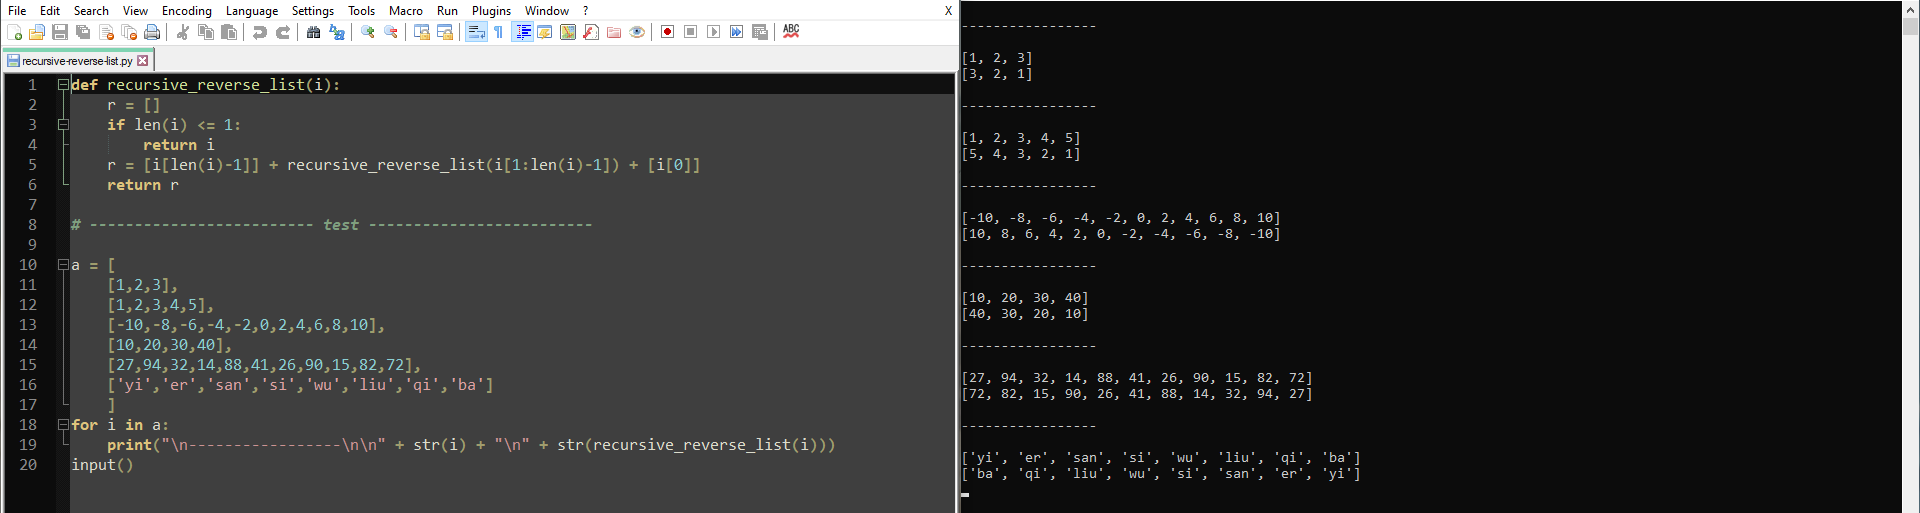 File Edit Search View Encoding Language Settings Tools Macro Run Plugins Window ? X
ABC
recursive-reverse-list.py
1 def recursive_reverse_list(i):
2     r = []
3     if len(i) <= 1:
4         return i
5     r = [i[len(i)-1]] + recursive_reverse_list(i[1:len(i)-1]) + [i[0]]
6     return r
7
8 # ------------------------- test -------------------------
9
10 a = [
11     [1,2,3],
12     [1,2,3,4,5],
13     [-10,-8,-6,-4,-2,0,2,4,6,8,10],
14     [10,20,30,40],
15     [27,94,32,14,88,41,26,90,15,82,72],
16     ['yi','er','san','si','wu','liu','qi','ba']
17     ]
18 for i in a:
19     print("\n-----------------\n\n" + str(i) + "\n" + str(recursive_reverse_list(i)))
20 input()
-----------------
[1, 2, 3]
[3, 2, 1]
-----------------
[1, 2, 3, 4, 5]
[5, 4, 3, 2, 1]
-----------------
[-10, -8, -6, -4, -2, 0, 2, 4, 6, 8, 10]
[10, 8, 6, 4, 2, 0, -2, -4, -6, -8, -10]
-----------------
[10, 20, 30, 40]
[40, 30, 20, 10]
-----------------
[27, 94, 32, 14, 88, 41, 26, 90, 15, 82, 72]
[72, 82, 15, 90, 26, 41, 88, 14, 32, 94, 27]
-----------------
['yi', 'er', 'san', 'si', 'wu', 'liu', 'qi', 'ba']
['ba', 'qi', 'liu', 'wu', 'si', 'san', 'er', 'yi']